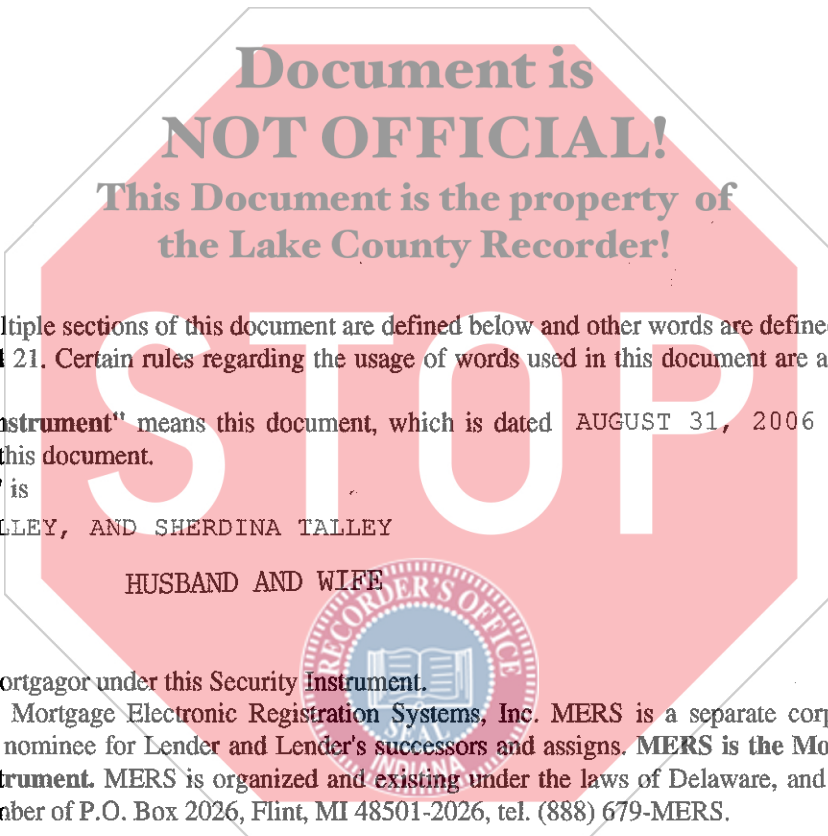 Document is
NOT OFFICIAL!
This Document is the property of
the Lake County Recorder!
ltiple sections of this document are defined below and other words are define
21. Certain rules regarding the usage of words used in this document are a
nstrument" means this document, which is dated AUGUST 31, 2006
this document.
" is
LLEY, AND SHERDINA TALLEY
HUSBAND AND WIFE
STOP
RECORDER'S OFFICE
SEAL
INDIANA
ortgagor under this Security Instrument.
Mortgage Electronic Registration Systems, Inc. MERS is a separate corp
nominee for Lender and Lender's successors and assigns. MERS is the Mo
trument. MERS is organized and existing under the laws of Delaware, and
nber of P.O. Box 2026, Flint, MI 48501-2026, tel. (888) 679-MERS.